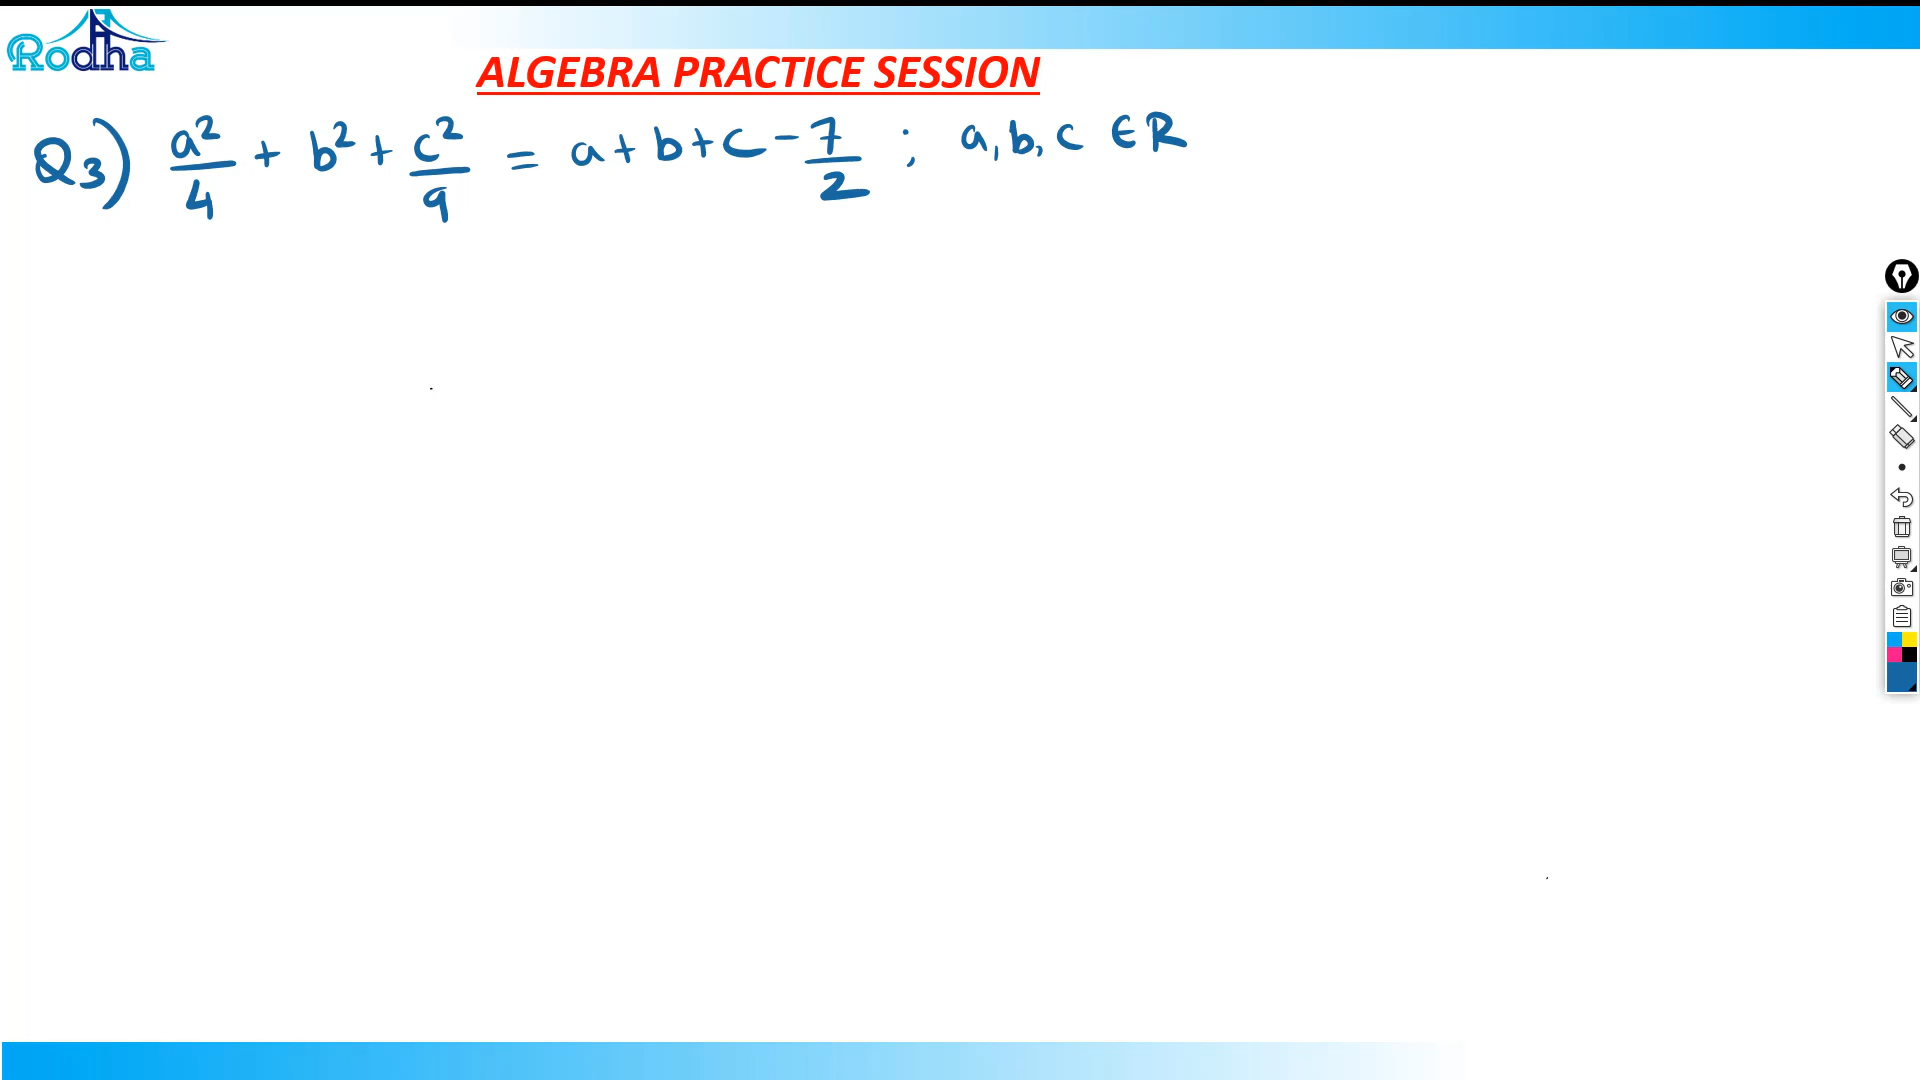 Rodha
ALGEBRA PRACTICE SESSION
Q3) a²/4 + b² + c²/9 = a + b + c - 7/2 ; a, b, c ∈ R